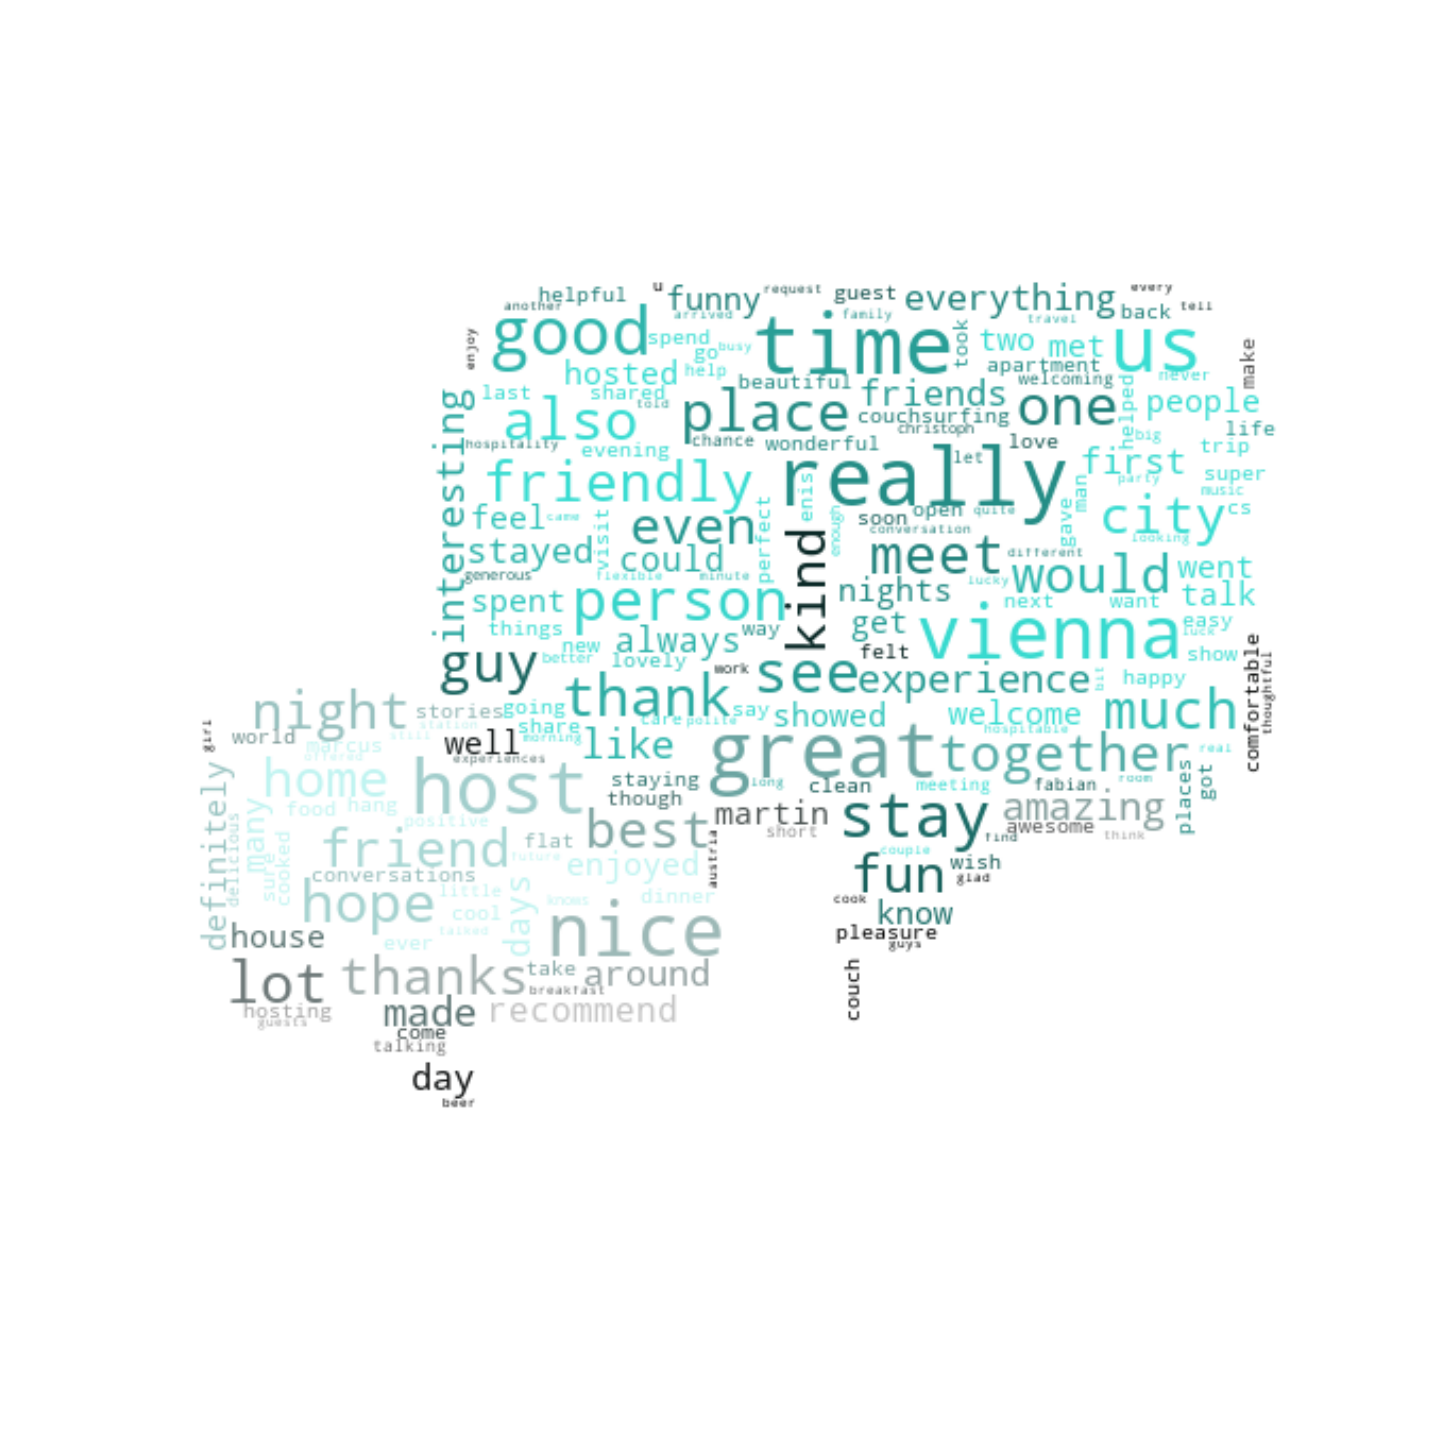 helpful
u
funny
request
guest
everything
every
another
good
arrived
time
family
travel
back
tell
enjoy
spend
go
busy
took
two
met
us
make
hosted
help
apartment
last
shared
beautiful
friends
welcoming
never
interesting
also
told
place
couchsurfing
one
helped
people
hospitality
evening
chance
wonderful
christoph
love
big
life
friendly
really
let
first
trip
party
super
feel
came
visit
even
perfect
enis
enough
kind
soon
open
quite
gave
man
city
music
cs
stayed
could
conversation
meet
different
looking
generous
flexible
minute
nights
lucky
would
went
spent
person
next
want
talk
things
new
always
way
get
vienna
easy
luck
guy
better
lovely
work
see
felt
show
comfortable
thoughtful
thank
experience
bit
happy
night
stories
going
care
polite
say
showed
welcome
much
girl
world
station
share
hospitable
marcus
still
well
morning
like
great
together
real
offered
experiences
home
host
staying
long
clean
meeting
fabian
room
places
got
definitely
food
hang
though
martin
stay
amazing
many
positive
best
short
awesome
think
delicious
sure
cooked
friend
flat
austria
find
conversations
future
enjoyed
couple
fun
wish
glad
hope
little
days
knows
dinner
cook
know
cool
house
ever
talked
nice
pleasure
guys
lot
thanks
take
around
couch
breakfast
hosting
guests
made
recommend
come
talking
day
beer